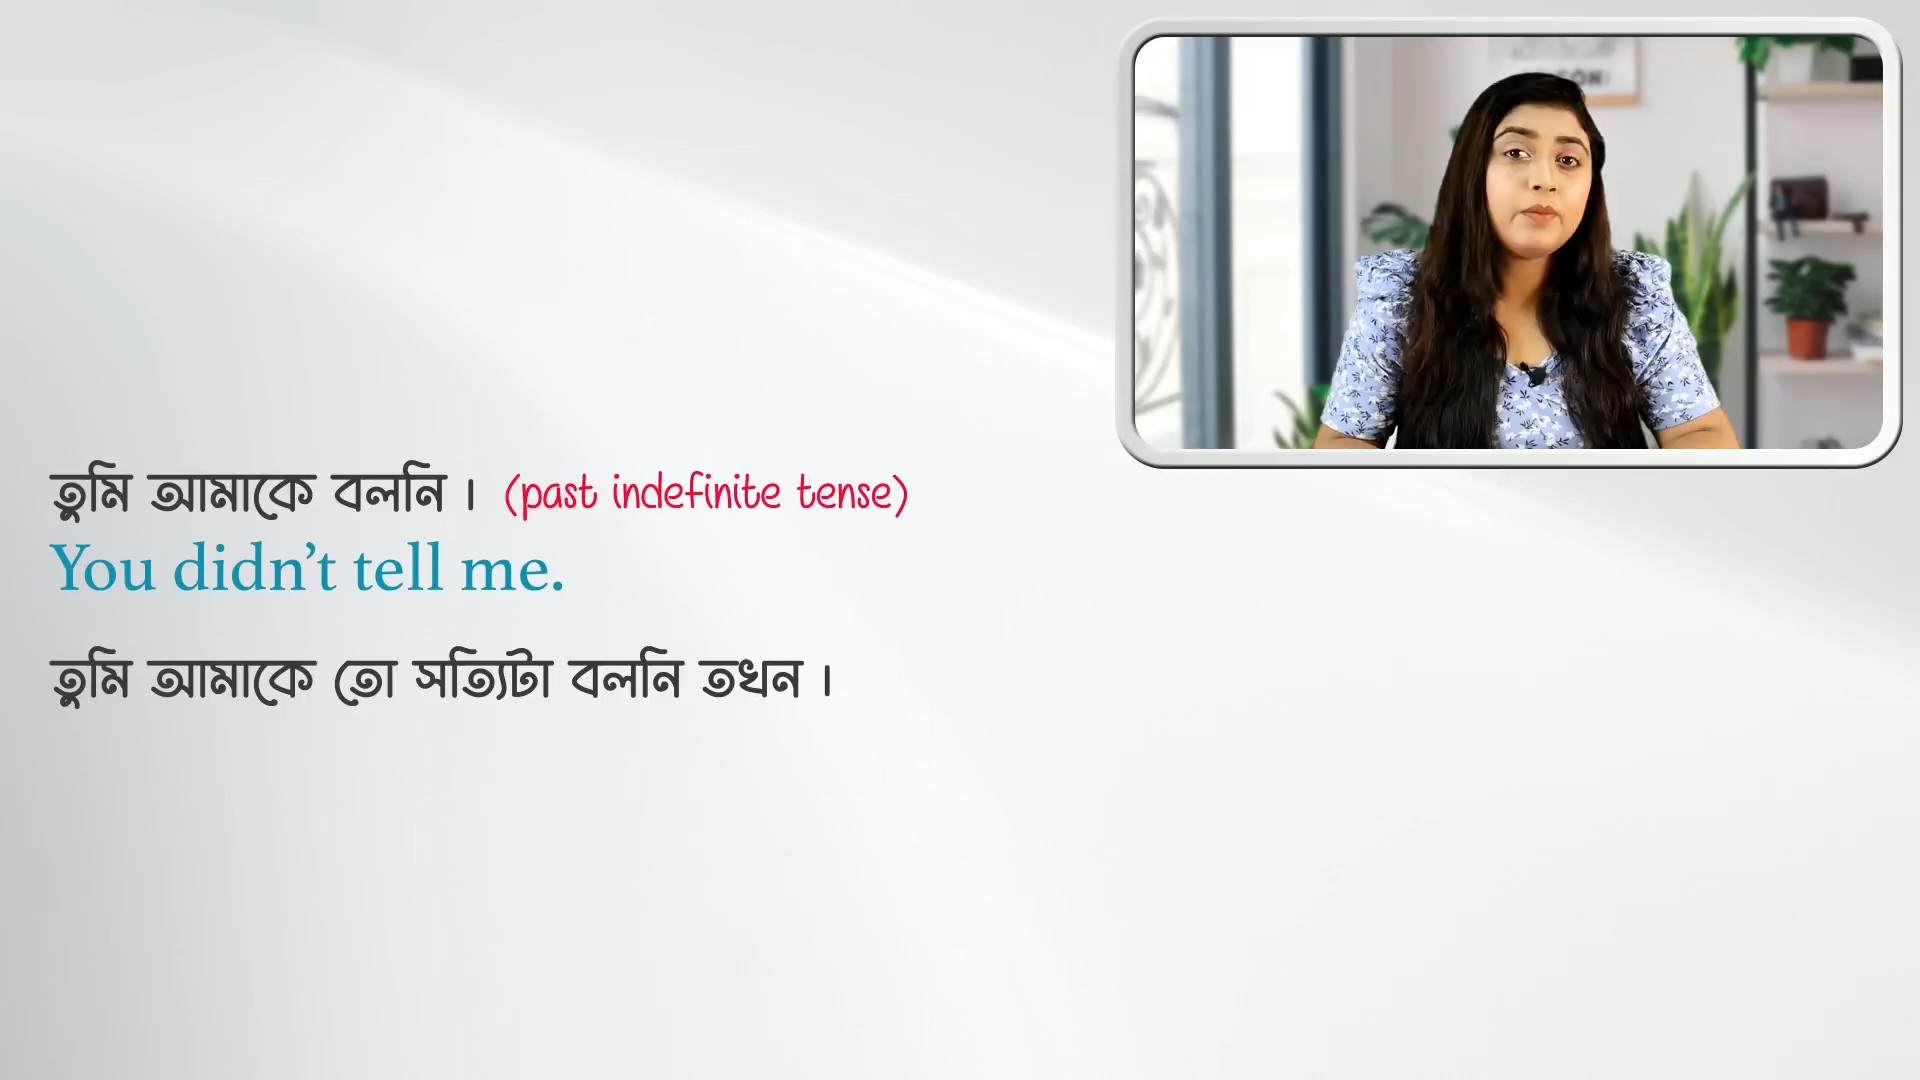 তুমি আমাকে বলনি । (past indefinite tense)
You didn’t tell me.
তুমি আমাকে তো সত্যিটা বলনি তখন ।